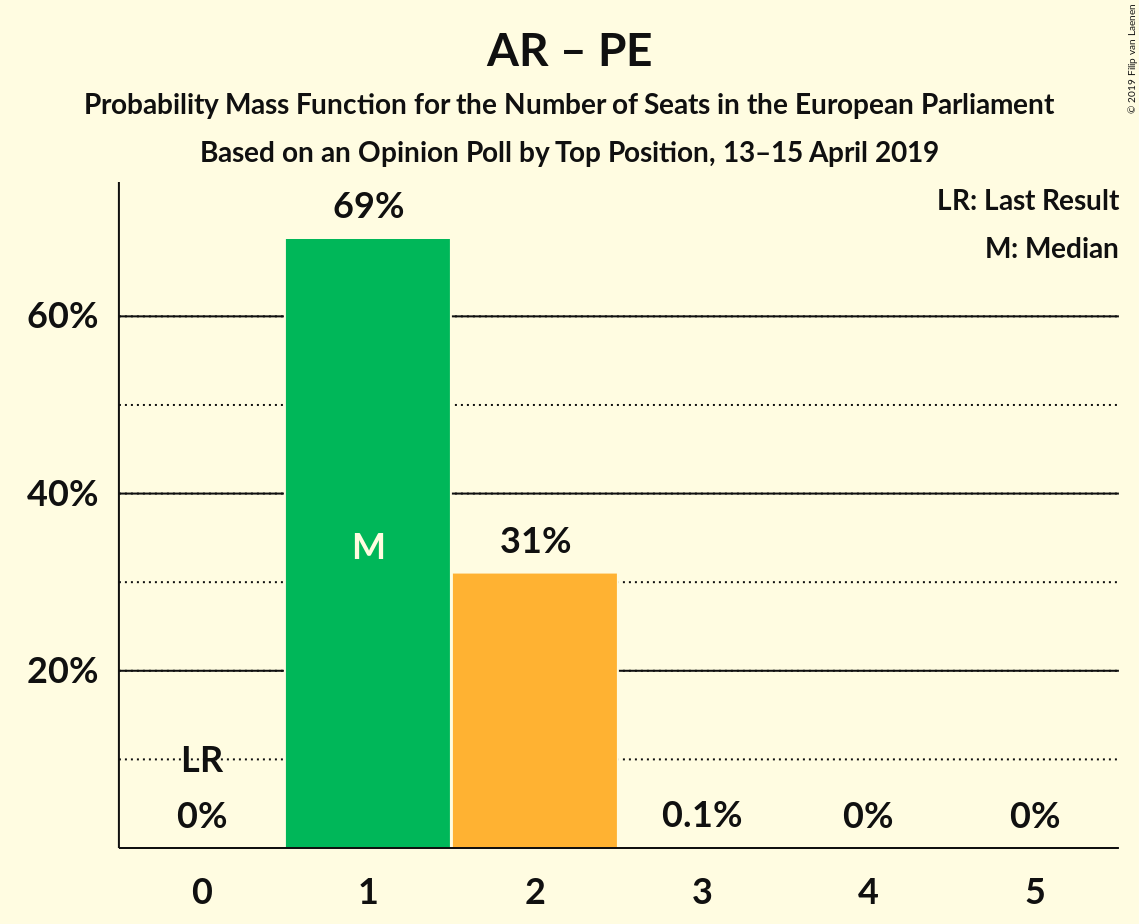 AR – PE
Probability Mass Function for the Number of Seats in the European Parliament
Based on an Opinion Poll by Top Position, 13–15 April 2019
© 2019 Filip van Laenen
LR: Last Result
M: Median
69%
60%
M
31%
40%
20%
LR
0%
0.1%
0%
0%
0
1
2
3
4
5